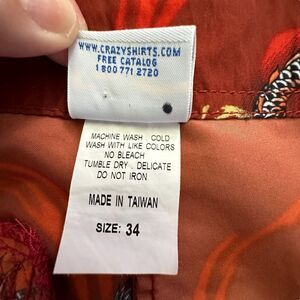 WWW.CRAZYSHIRTS.COM
FREE CATALOG
1 800 771 2720
MACHINE WASH COLD
WASH WITH LIKE COLORS
NO BLEACH
TUMBLE DRY . DELICATE
DO NOT IRON
MADE IN TAIWAN
SIZE: 34